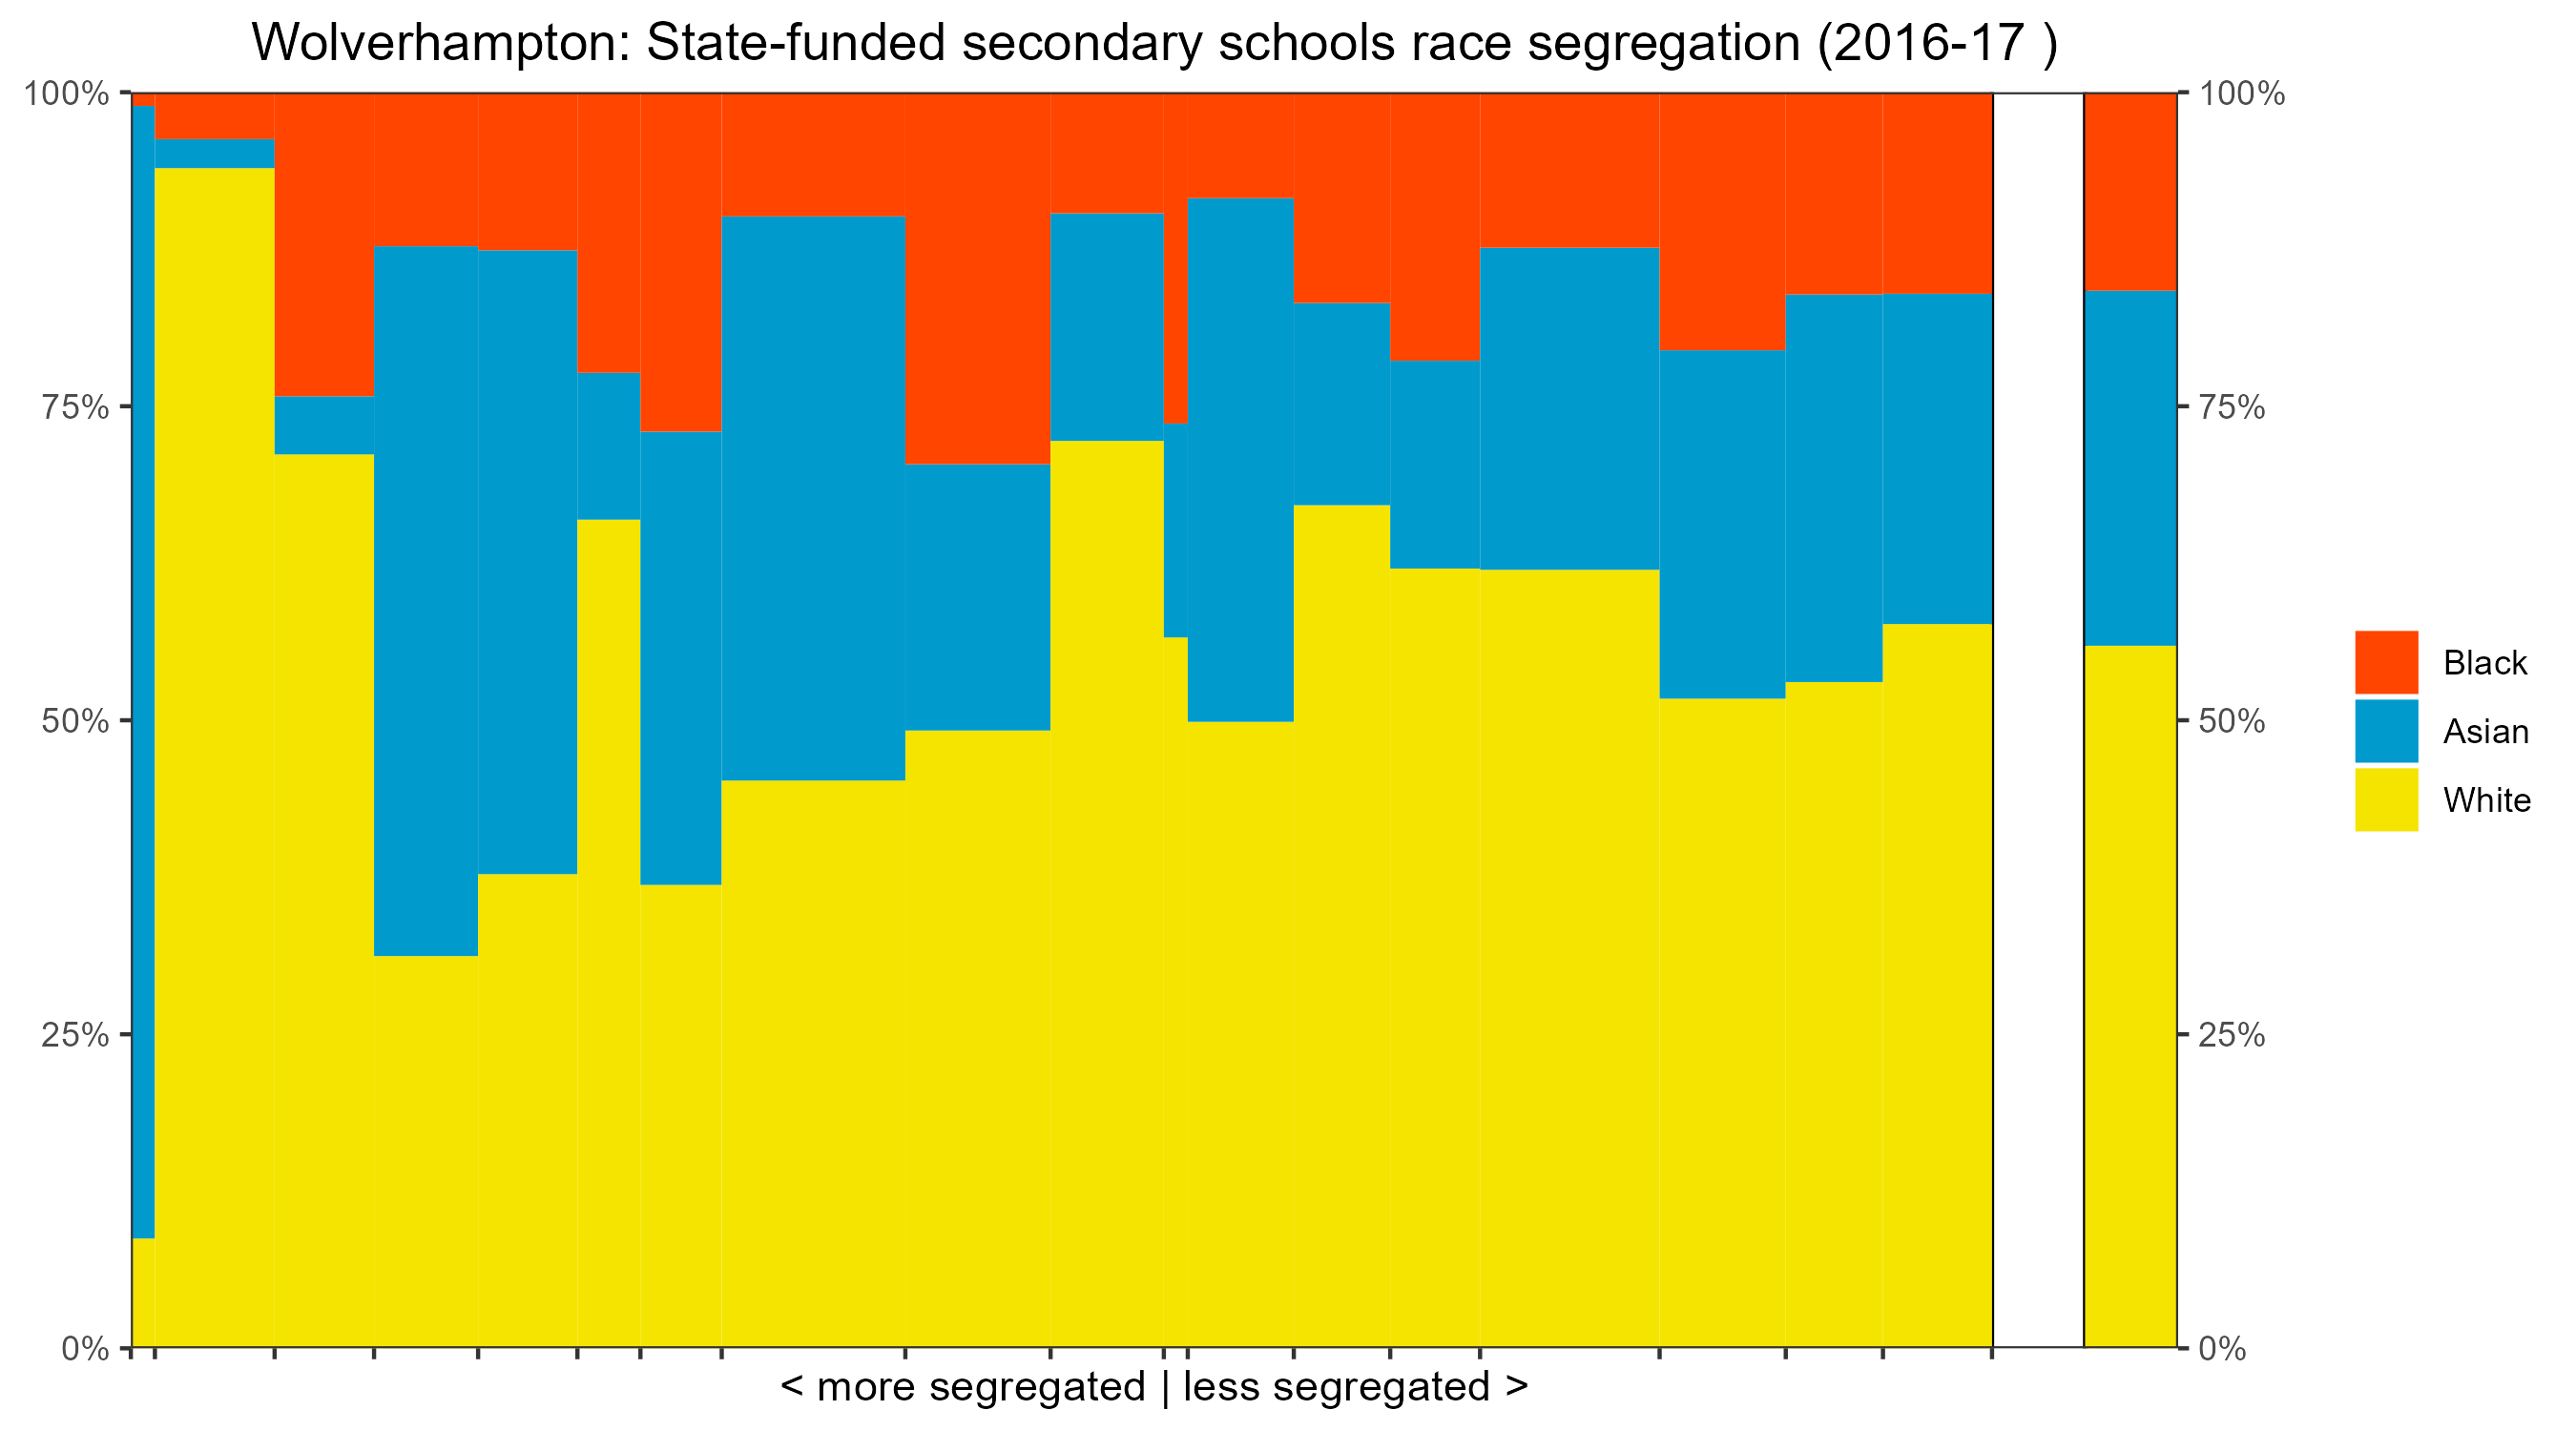 Wolverhampton: State-funded secondary schools race segregation (2016-17 )
100%
75%
50%
25%
0%
100%
75%
50%
25%
0%
Black
Asian
White
< more segregated | less segregated >